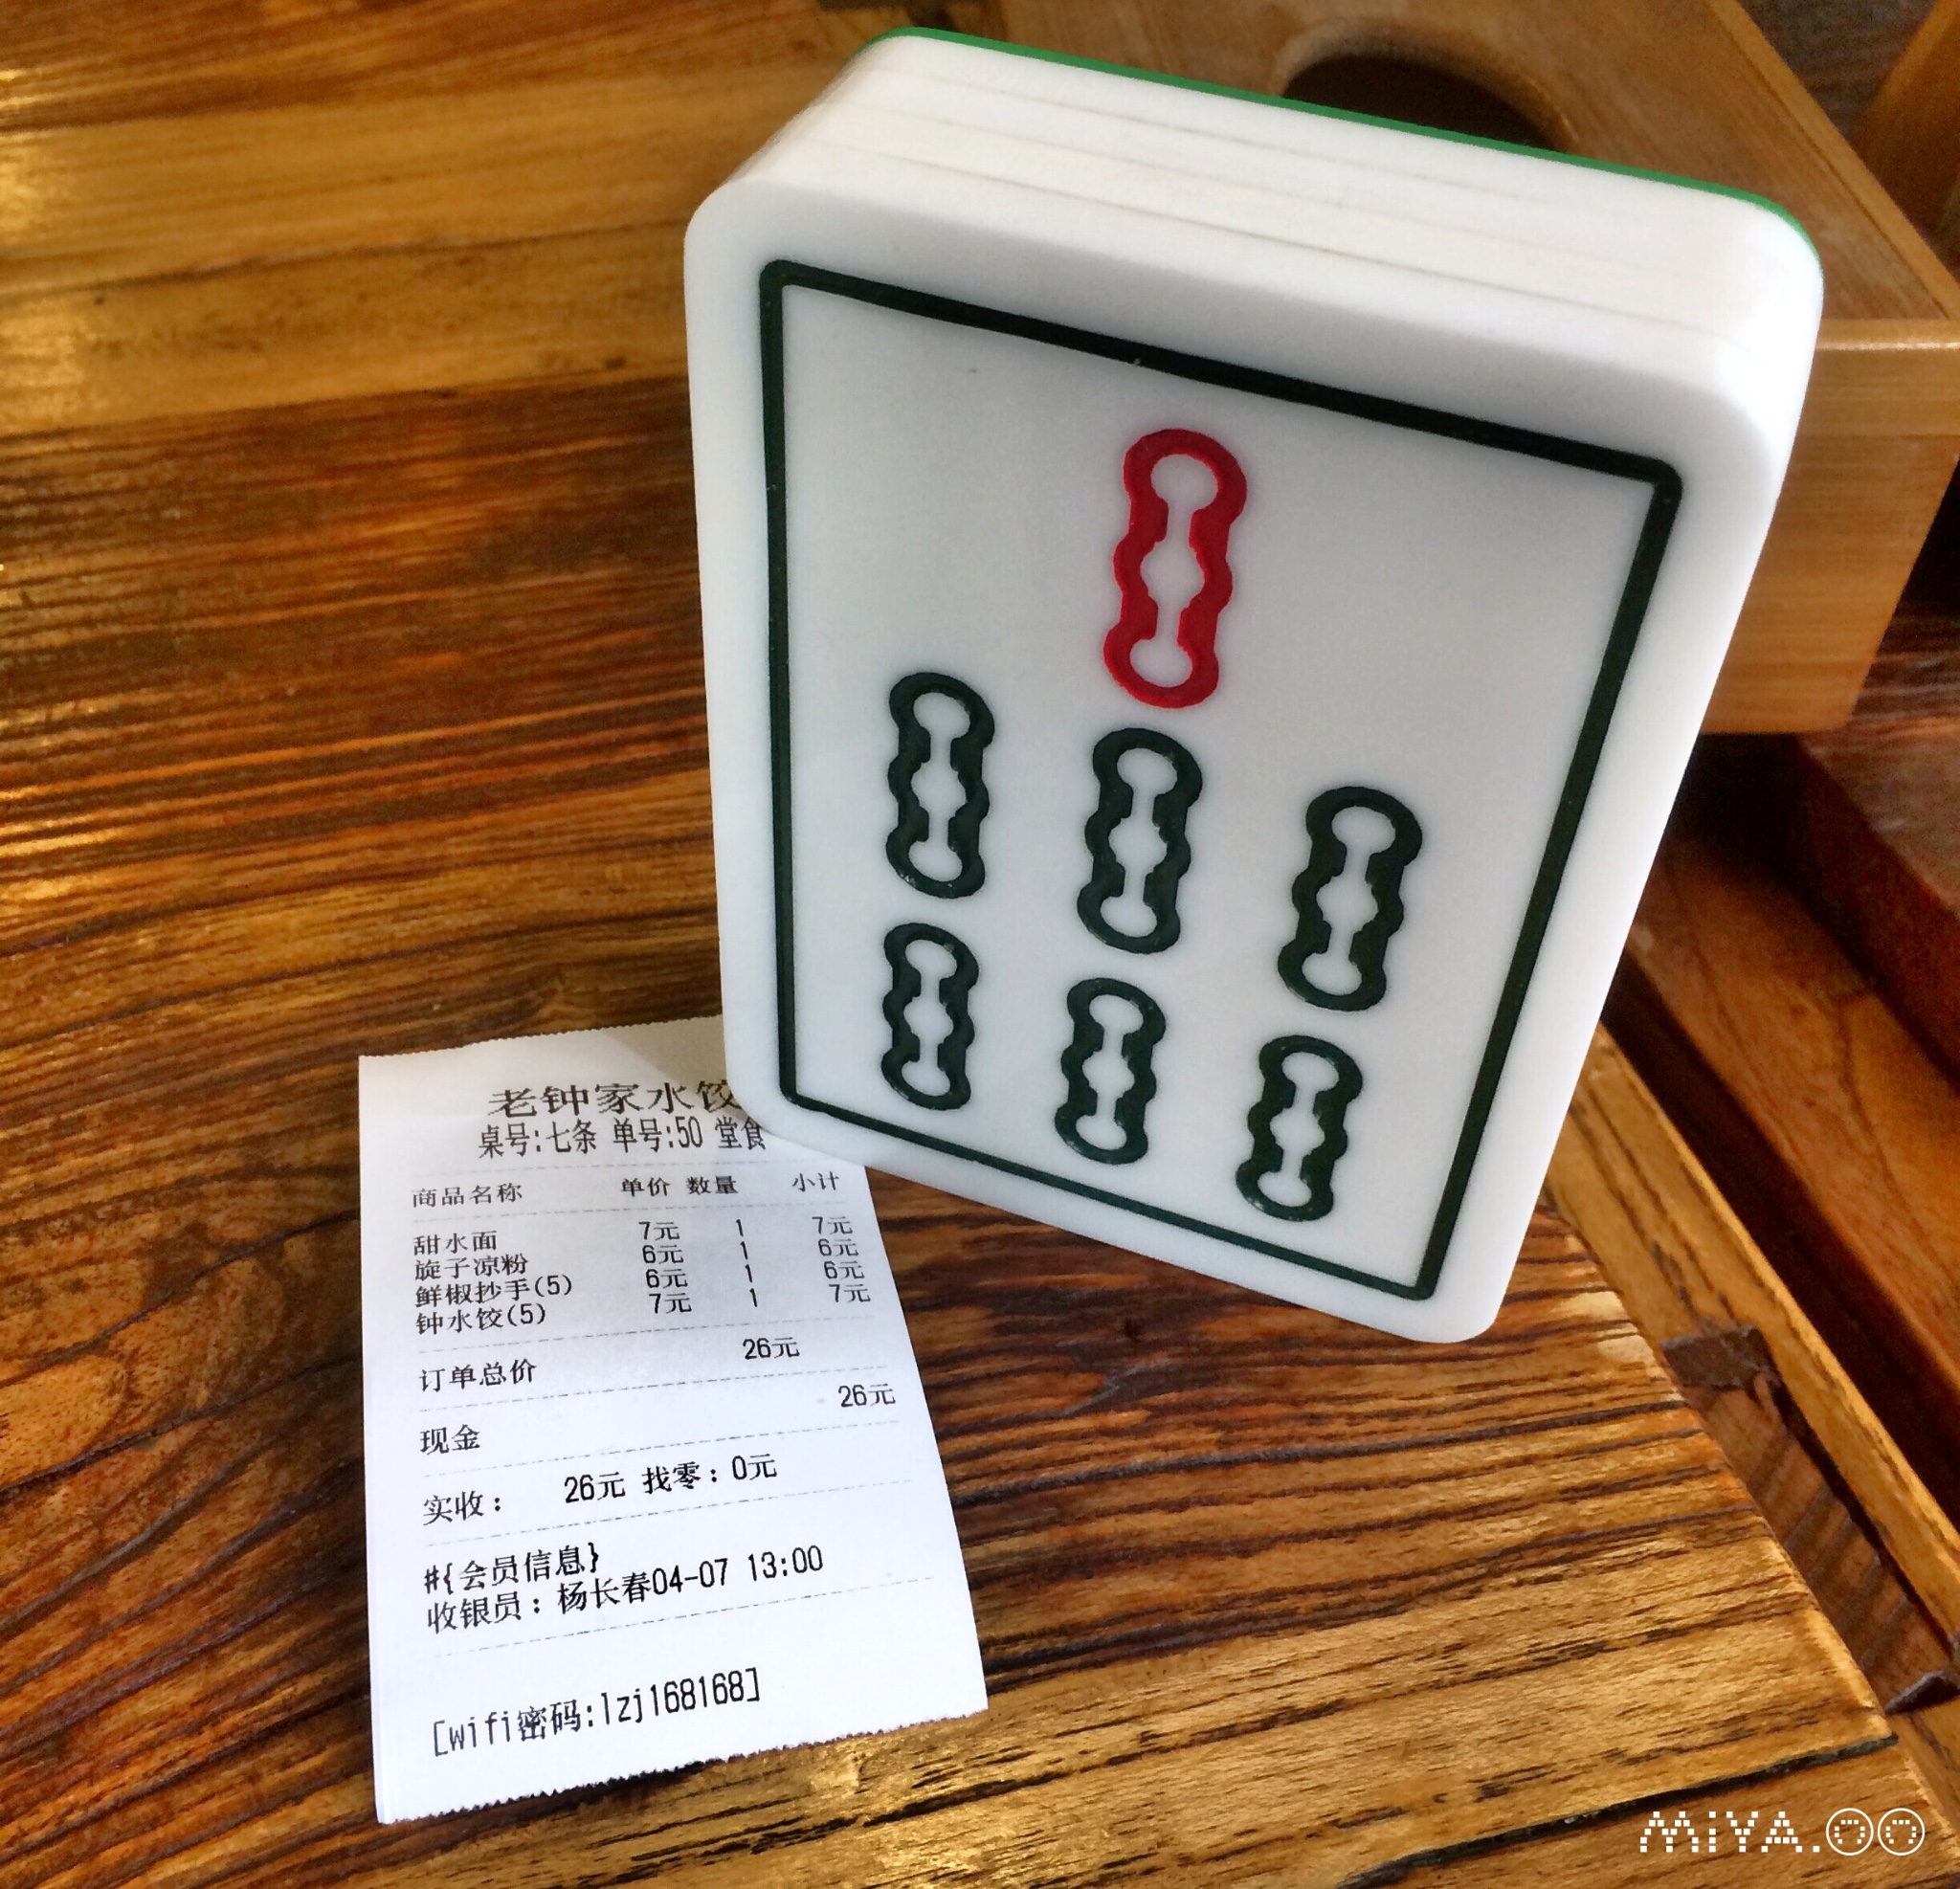 老钟家水饺
桌号:七条 单号:50 堂食
商品名称 单价 数量 小计
甜水面 7元 1 7元
旋子凉粉 6元 1 6元
鲜椒抄手(5) 6元 1 6元
钟水饺(5) 7元 1 7元
订单总价 26元
现金 26元
实收: 26元 找零:0元
#{会员信息}
收银员:杨长春04-07 13:00
[wifi密码:lzj168168]
MiYA.